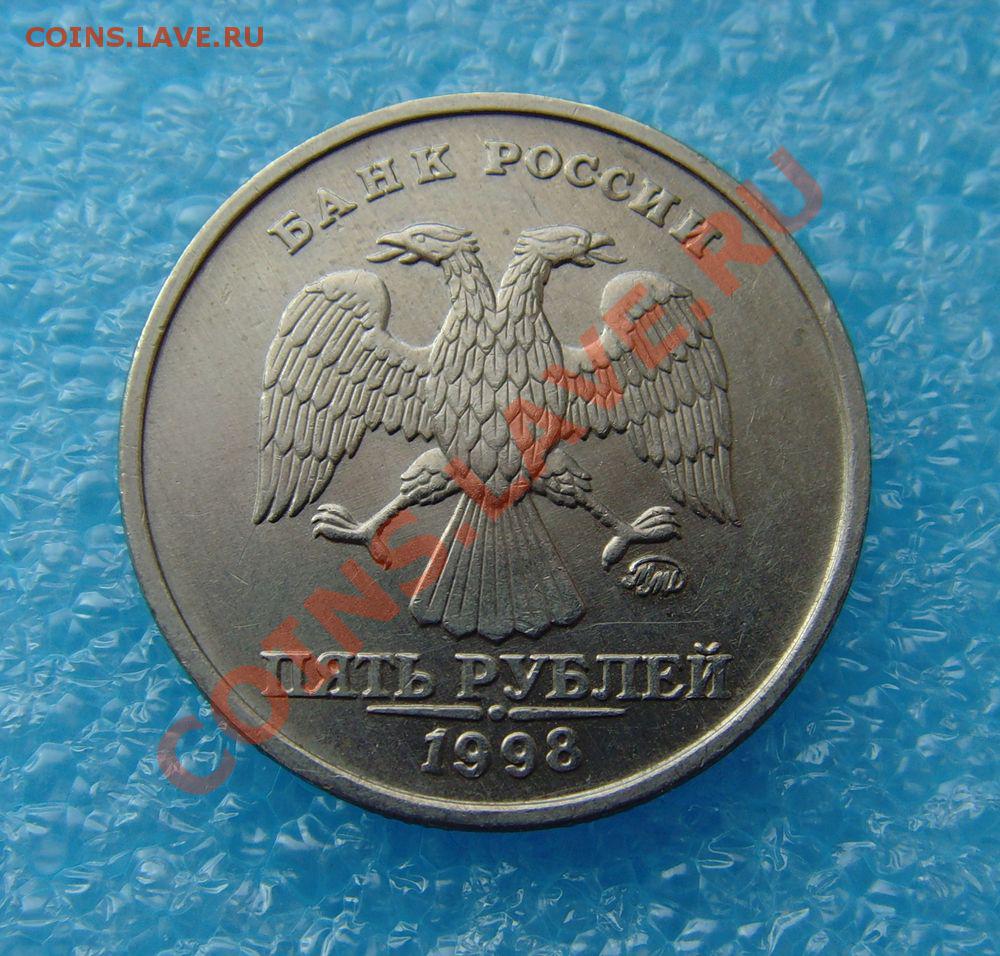 COINS.LAVE.RU
БАНК РОССИИ
COINS.LAVE.RU
ММД
ПЯТЬ РУБЛЕЙ
1998